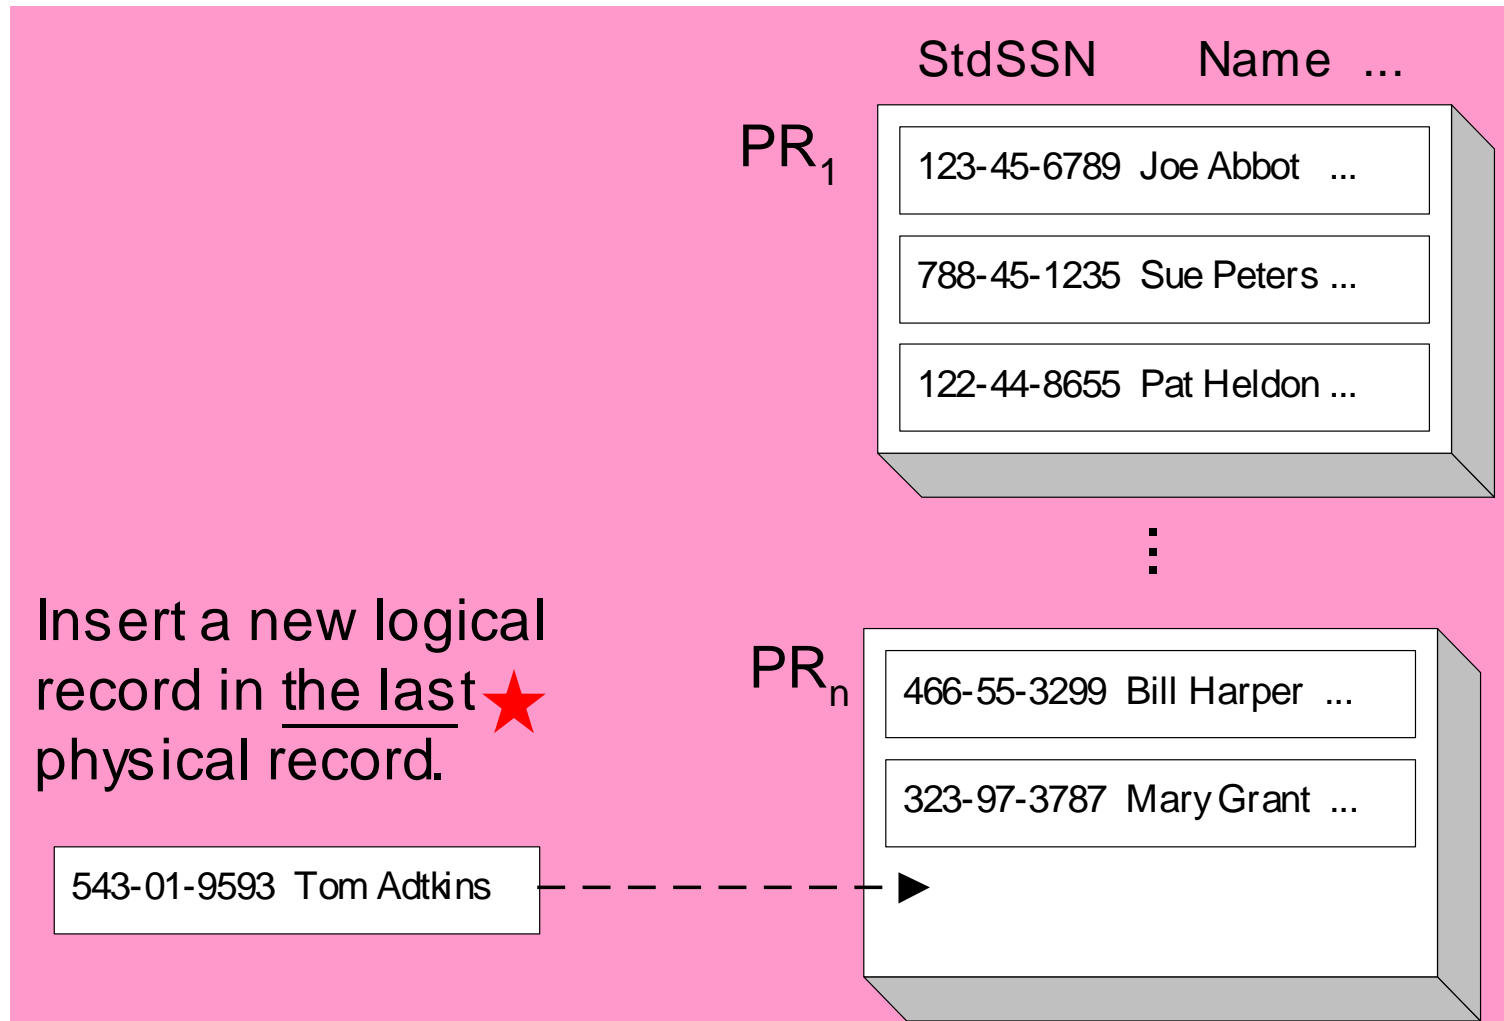 StdSSN Name ...
PR1
123-45-6789 Joe Abbot ...
788-45-1235 Sue Peters ...
122-44-8655 Pat Heldon ...
Insert a new logical
record in the last
physical record.
PRn
466-55-3299 Bill Harper ...
323-97-3787 Mary Grant ...
543-01-9593 Tom Adtkins